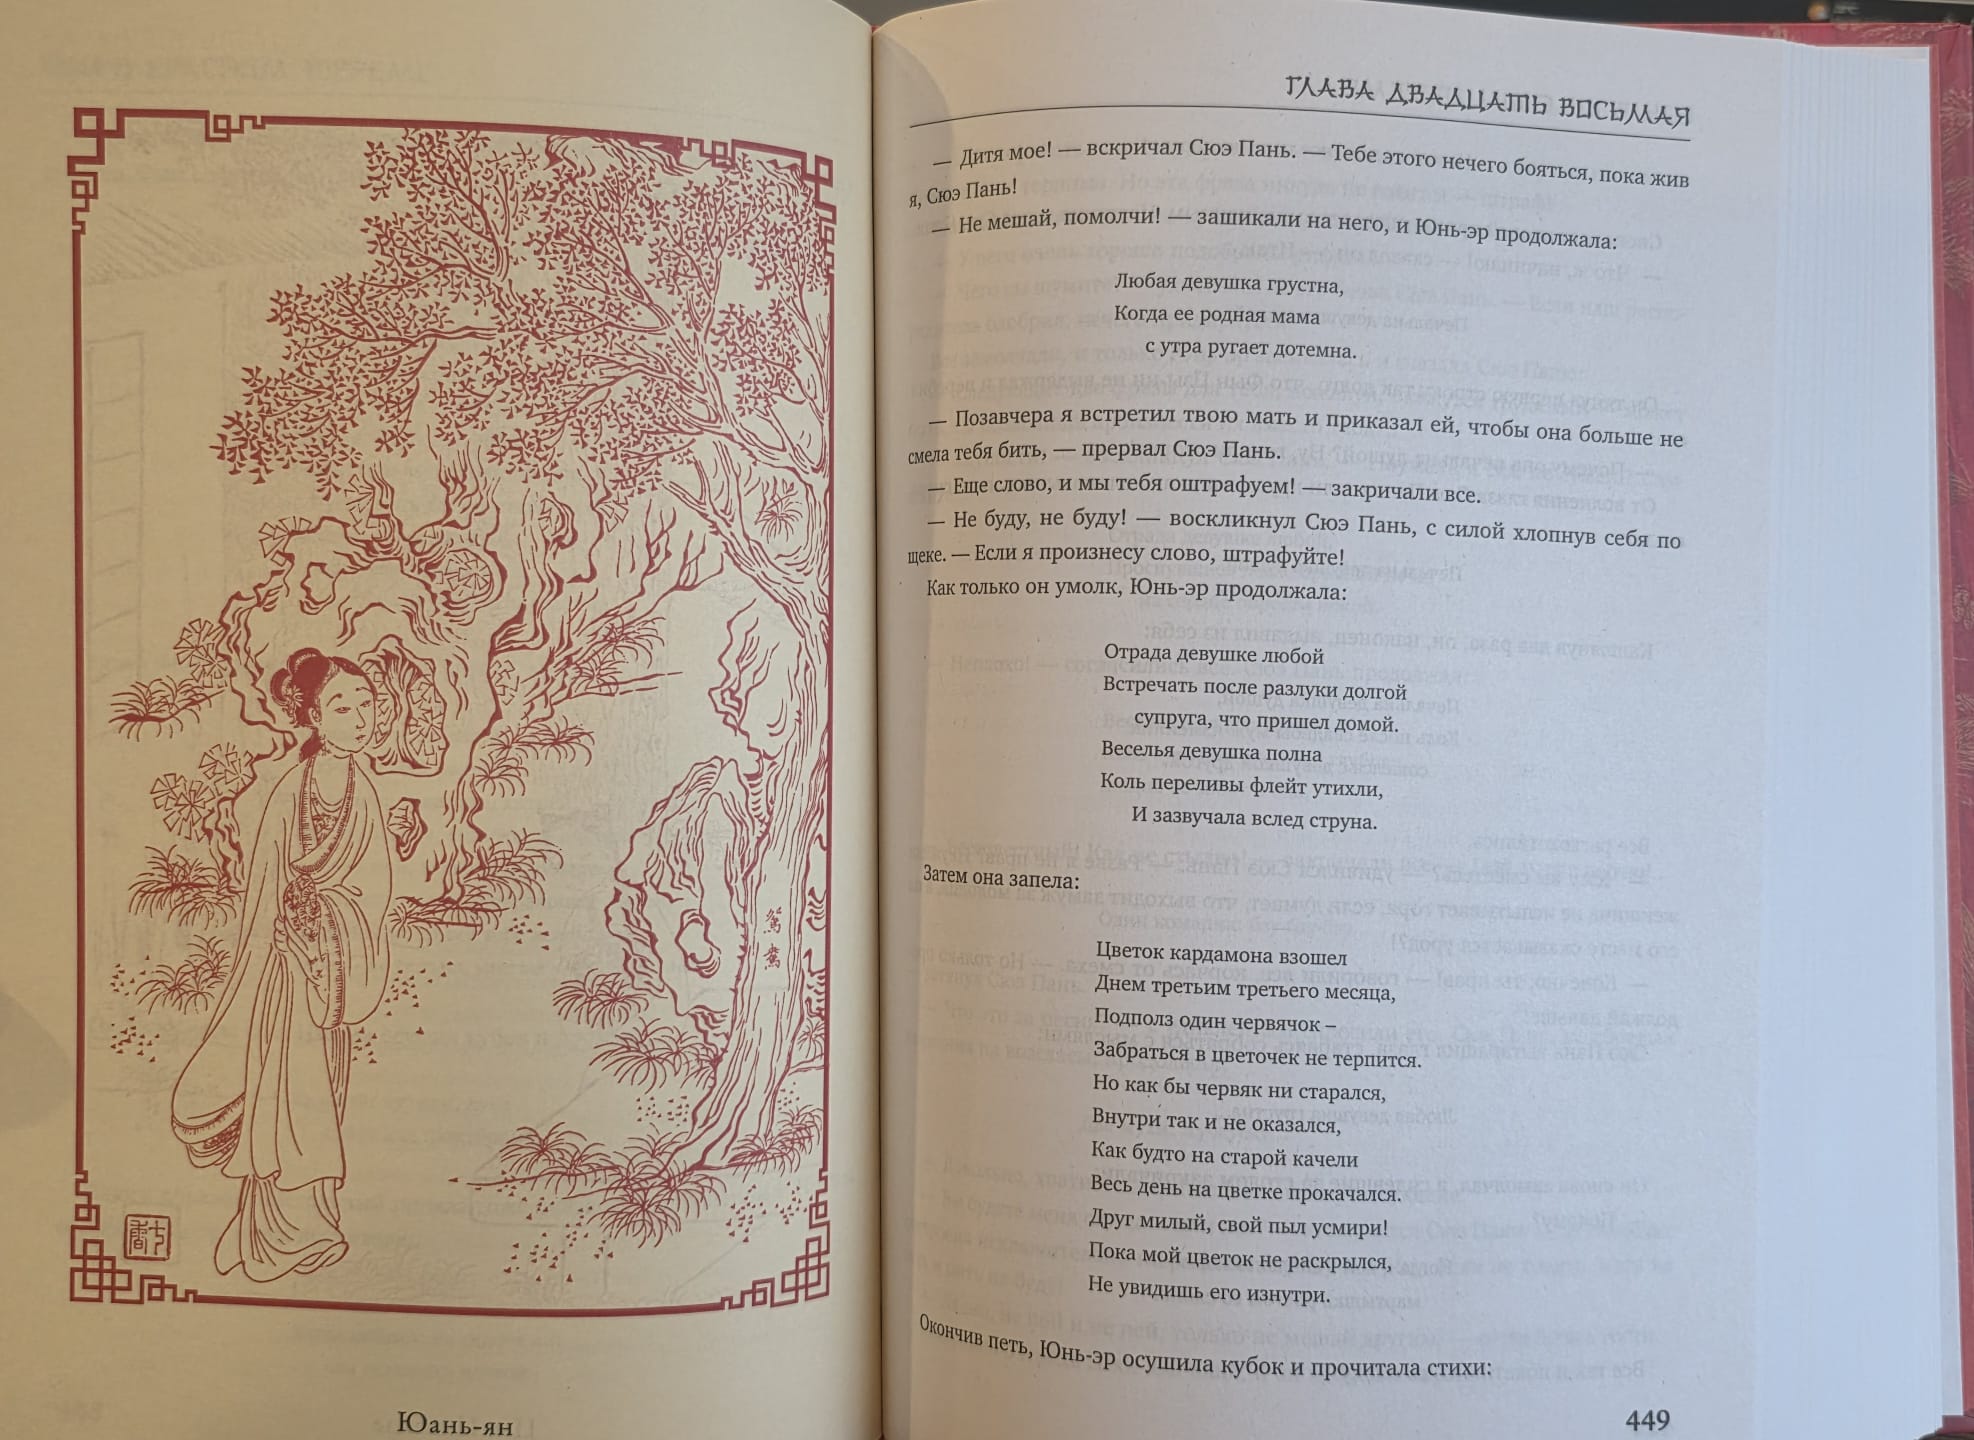 鴛鴦
Юань-ян
ГЛАВА ДВАДЦАТЬ ВОСЬМАЯ
— Дитя мое! — вскричал Сюэ Пань. — Тебе этого нечего бояться, пока жив
я, Сюэ Пань!
— Не мешай, помолчи! — зашикали на него, и Юнь-эр продолжала:
Любая девушка грустна,
Когда ее родная мама
с утра ругает дотемна.
— Позавчера я встретил твою мать и приказал ей, чтобы она больше не
смела тебя бить, — прервал Сюэ Пань.
— Еще слово, и мы тебя оштрафуем! — закричали все.
— Не буду, не буду! — воскликнул Сюэ Пань, с силой хлопнув себя по
щеке. — Если я произнесу слово, штрафуйте!
Как только он умолк, Юнь-эр продолжала:
Отрада девушке любой
Встречать после разлуки долгой
супруга, что пришел домой.
Веселья девушка полна
Коль переливы флейт утихли,
И зазвучала вслед струна.
Затем она запела:
Цветок кардамона взошел
Днем третьим третьего месяца,
Подполз один червячок –
Забраться в цветочек не терпится.
Но как бы червяк ни старался,
Внутри так и не оказался,
Как будто на старой качели
Весь день на цветке прокачался.
Друг милый, свой пыл усмири!
Пока мой цветок не раскрылся,
Не увидишь его изнутри.
Окончив петь, Юнь-эр осушила кубок и прочитала стихи:
449